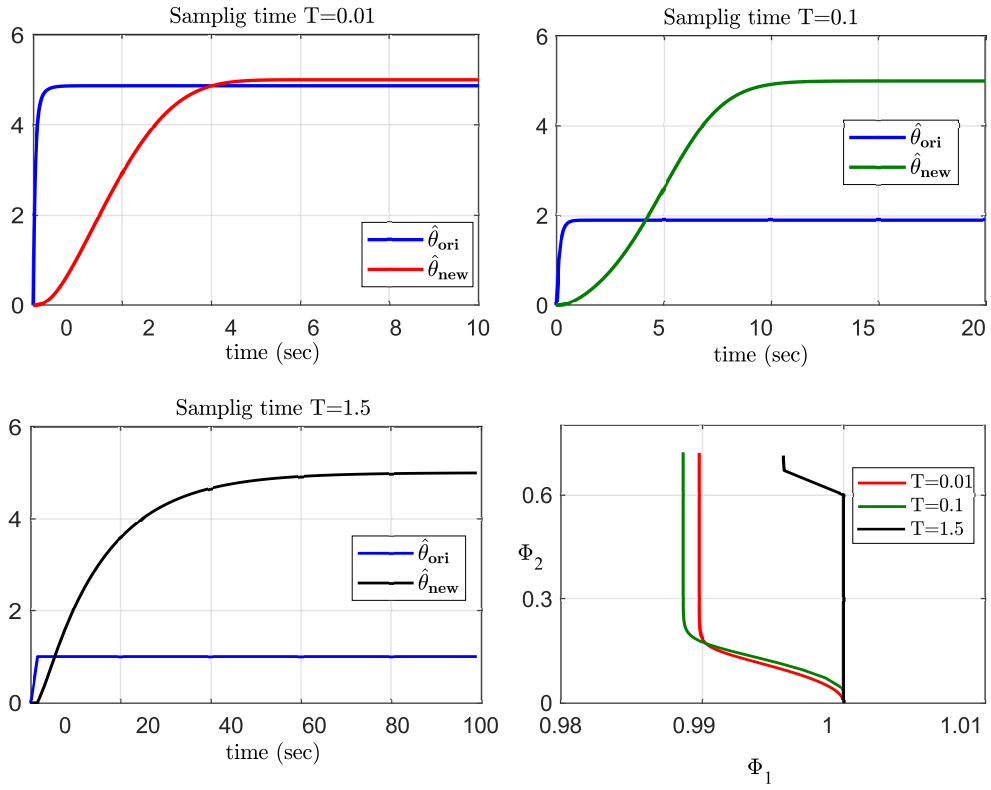 Samplig time T=0.01
6
4
2
0
θ̂ori
θ̂new
0 2 4 6 8 10
time (sec)
Samplig time T=0.1
6
4
2
0
θ̂ori
θ̂new
0 5 10 15 20
time (sec)
Samplig time T=1.5
6
4
2
0
θ̂ori
θ̂new
0 20 40 60 80 100
time (sec)
T=0.01
T=0.1
T=1.5
0.6
Φ2
0.3
0
0.98 0.99 1 1.01
Φ1